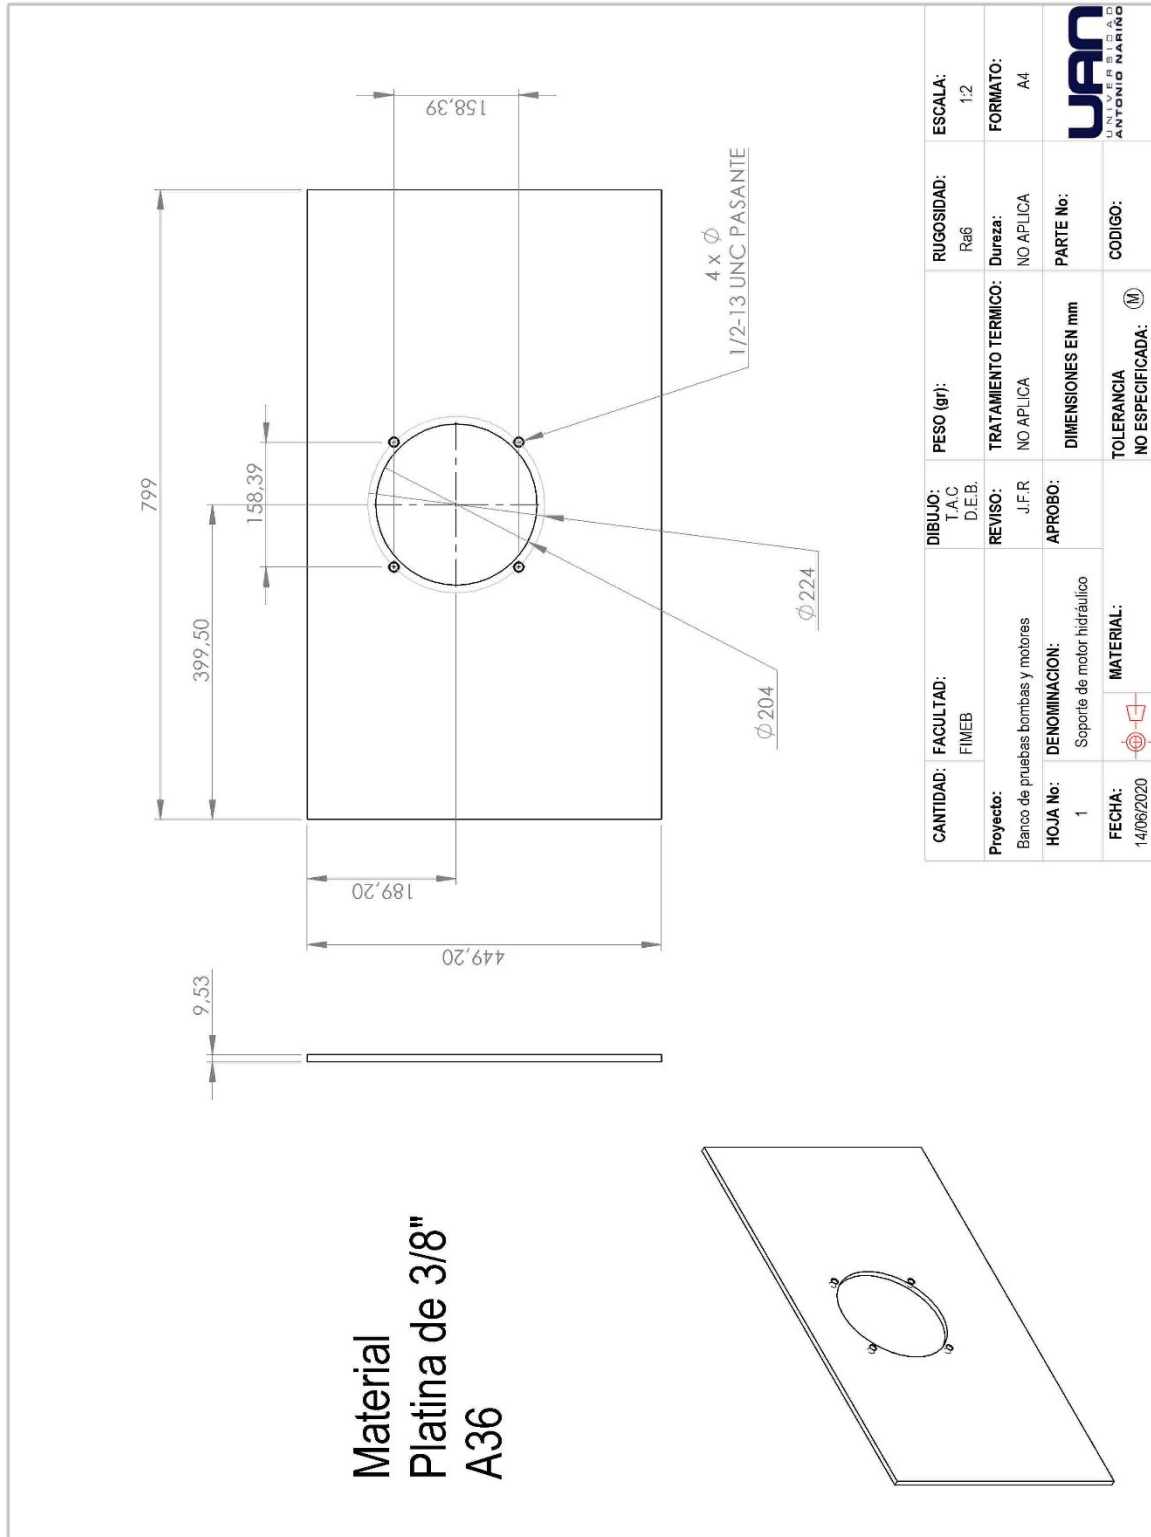 799
399,50
158,39
158,39
4 x ∅
1/2-13 UNC PASANTE
∅ 224
∅ 204
189,20
449,20
9,53
Material
Platina de 3/8"
A36
CANTIDAD:
FACULTAD:
FIMEB
DIBUJO:
T.A.C
D.E.B.
PESO (gr):
RUGOSIDAD:
Ra6
ESCALA:
1:2
Proyecto:
Banco de pruebas bombas y motores
REVISO:
J.F.R
TRATAMIENTO TERMICO:
NO APLICA
Dureza:
NO APLICA
FORMATO:
A4
HOJA No:
1
DENOMINACION:
Soporte de motor hidráulico
APROBO:
DIMENSIONES EN mm
PARTE No:
FECHA:
14/06/2020
MATERIAL:
TOLERANCIA
NO ESPECIFICADA: M
CODIGO:
UAN
UNIVERSIDAD
ANTONIO NARIÑO